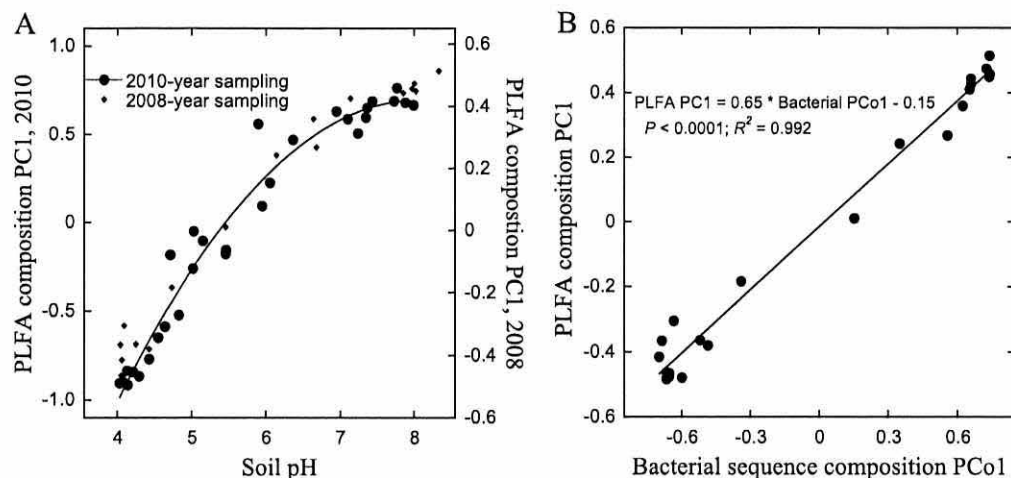 A
PLFA composition PC1, 2010
1.0
0.5
0
-0.5
-1.0
2010-year sampling
2008-year sampling
0.6
0.4
0.2
0
-0.2
-0.4
-0.6
PLFA compostion PC1, 2008
4 5 6 7 8
Soil pH
B
PLFA composition PC1
0.6
0.4
0.2
0
-0.2
-0.4
-0.6
PLFA PC1 = 0.65 * Bacterial PCo1 - 0.15
P < 0.0001; R² = 0.992
-0.6 -0.3 0 0.3 0.6
Bacterial sequence composition PCo1